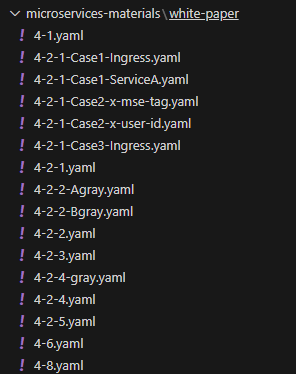 microservices-materials\white-paper
! 4-1.yaml
! 4-2-1-Case1-Ingress.yaml
! 4-2-1-Case1-ServiceA.yaml
! 4-2-1-Case2-x-mse-tag.yaml
! 4-2-1-Case2-x-user-id.yaml
! 4-2-1-Case3-Ingress.yaml
! 4-2-1.yaml
! 4-2-2-Agray.yaml
! 4-2-2-Bgray.yaml
! 4-2-2.yaml
! 4-2-3.yaml
! 4-2-4-gray.yaml
! 4-2-4.yaml
! 4-2-5.yaml
! 4-6.yaml
! 4-8.yaml